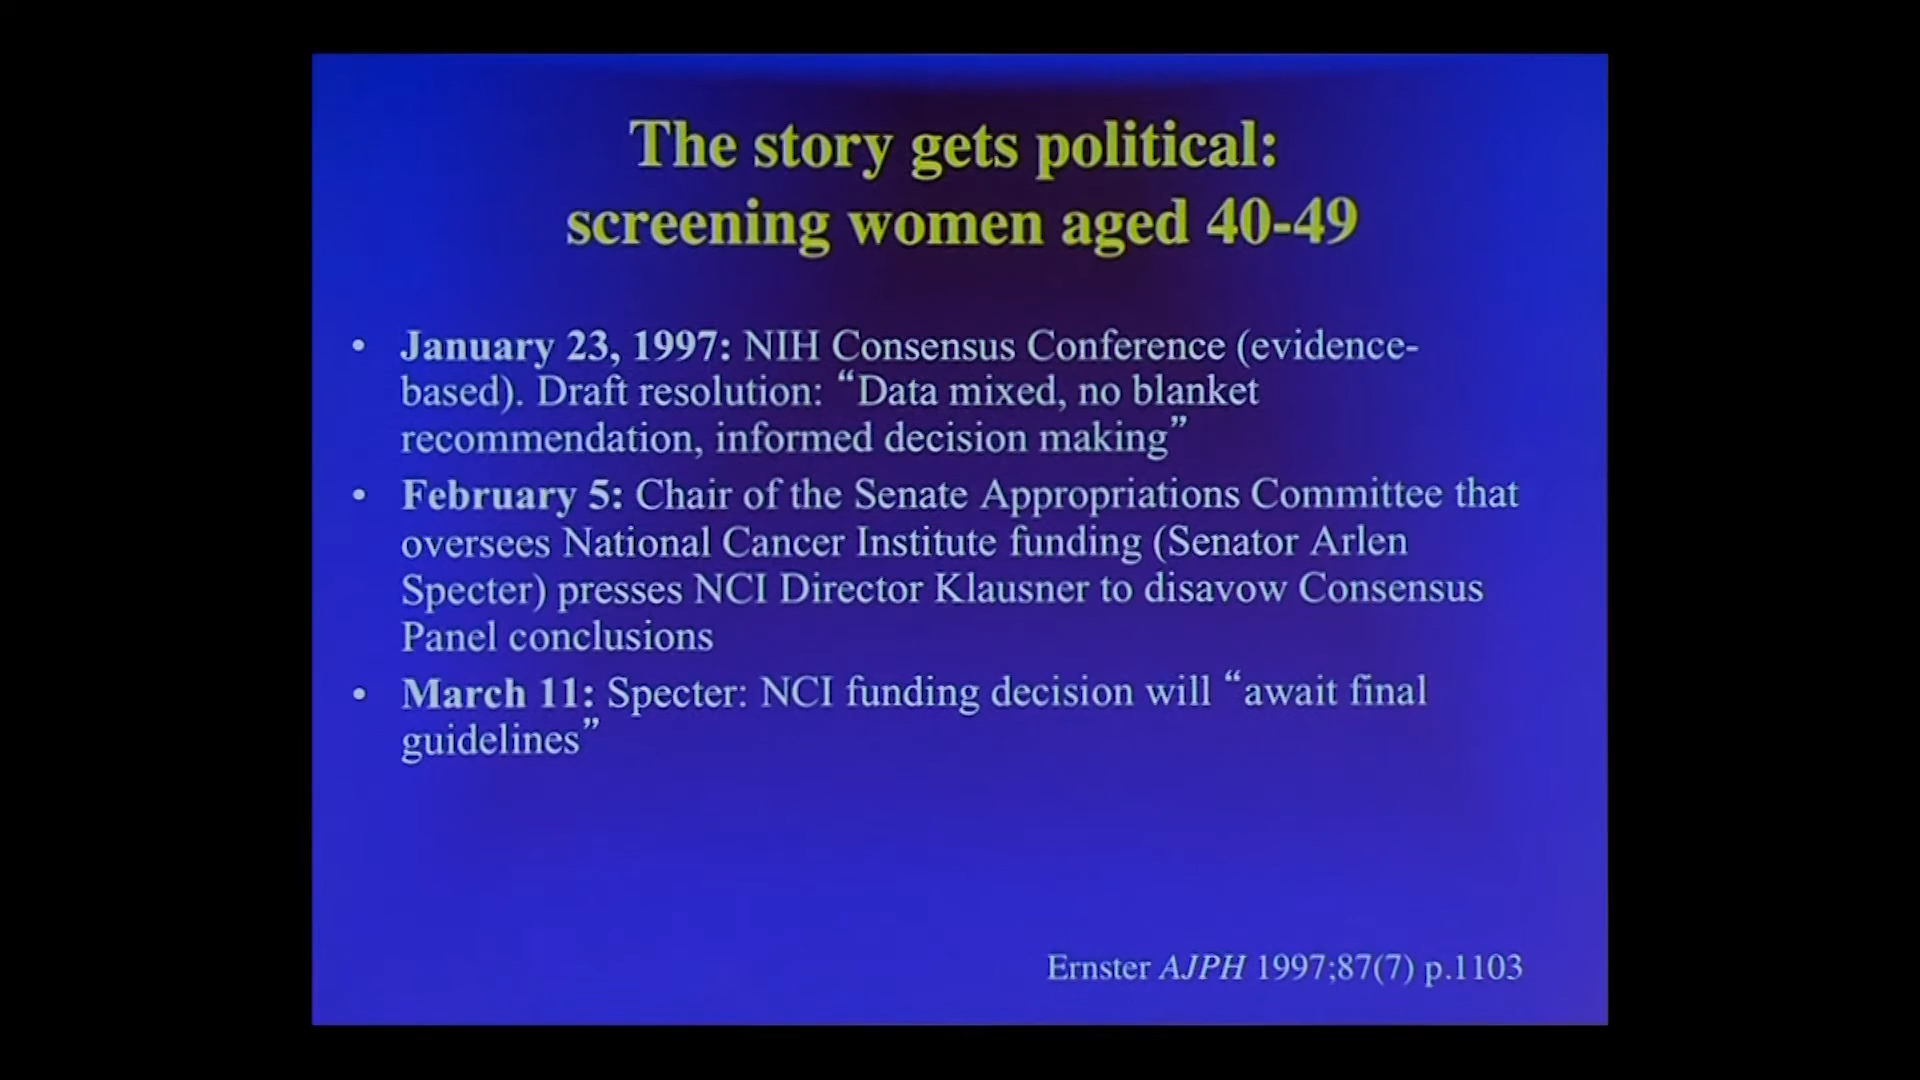 The story gets political:
screening women aged 40-49
• January 23, 1997: NIH Consensus Conference (evidence-
based). Draft resolution: “Data mixed, no blanket
recommendation, informed decision making”
• February 5: Chair of the Senate Appropriations Committee that
oversees National Cancer Institute funding (Senator Arlen
Specter) presses NCI Director Klausner to disavow Consensus
Panel conclusions
• March 11: Specter: NCI funding decision will “await final
guidelines”
Ernster AJPH 1997;87(7) p.1103